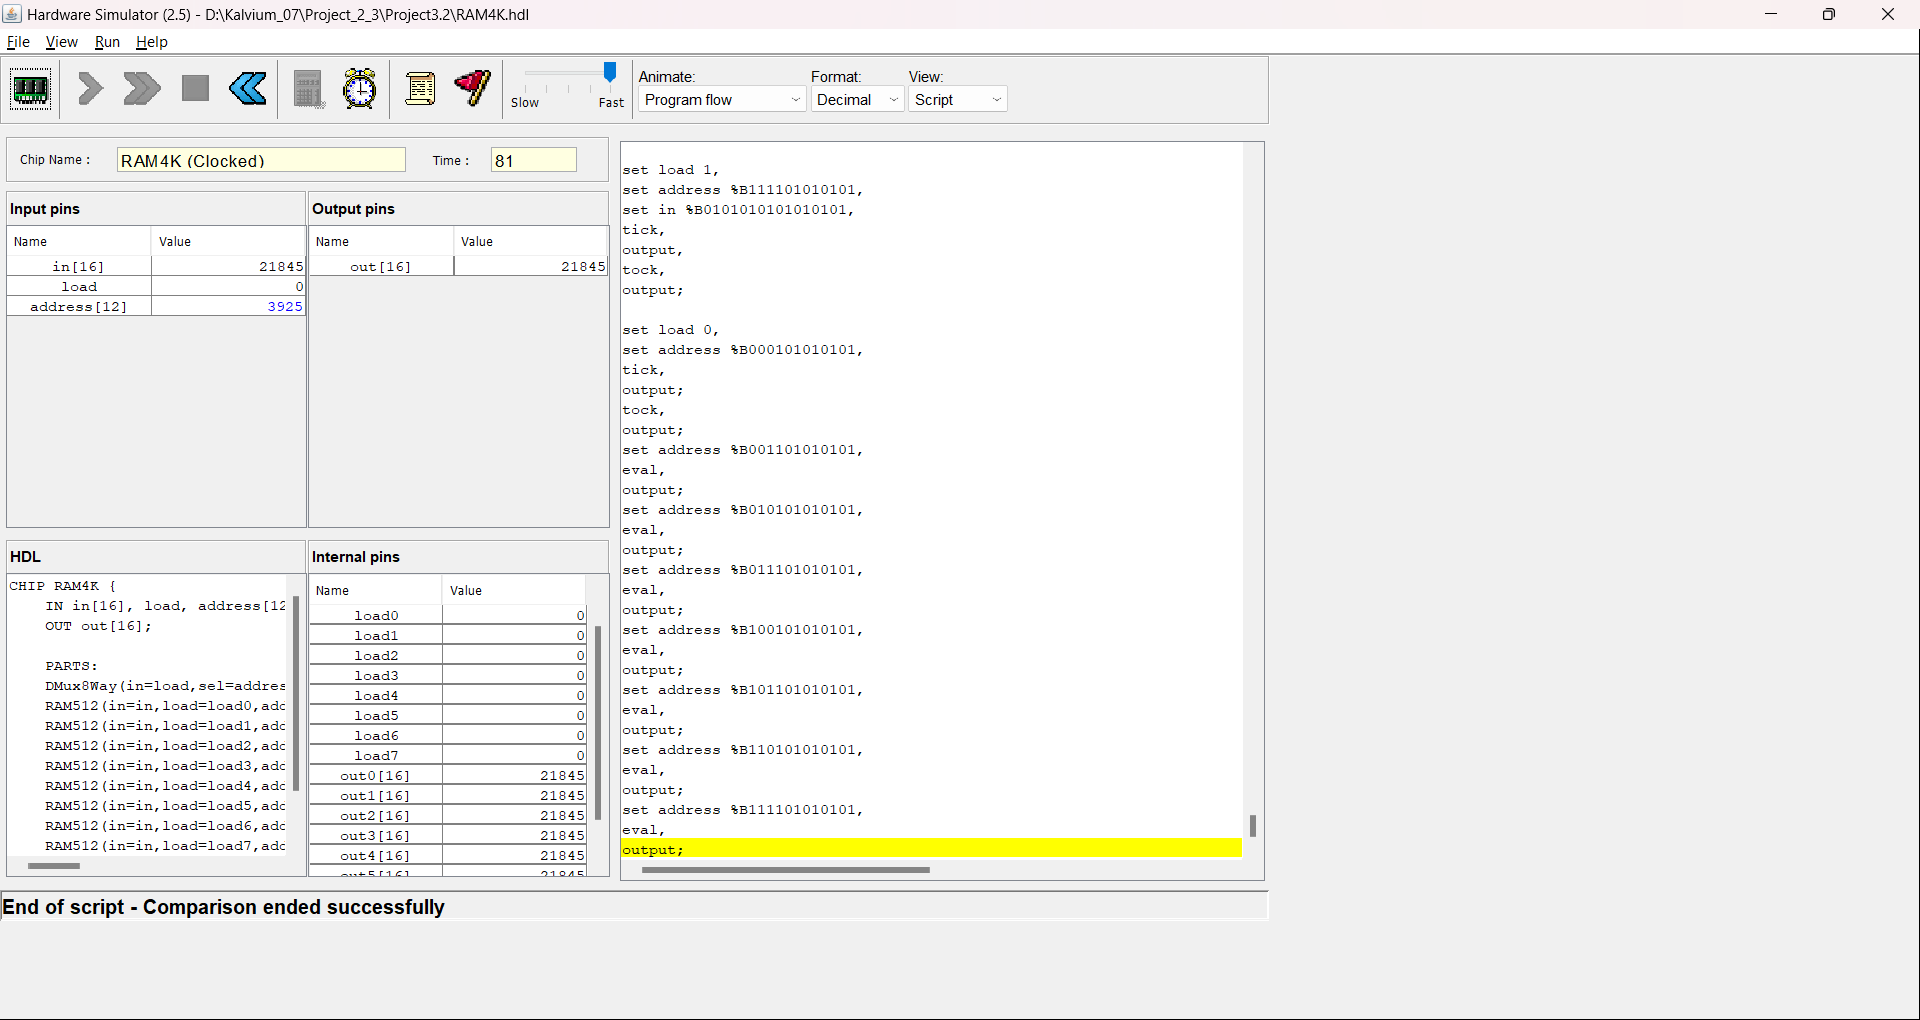 Hardware Simulator (2.5) - D:\Kalvium_07\Project_2_3\Project3.2\RAM4K.hdl
File View Run Help
Slow Fast
Animate: Format: View:
Program flow Decimal Script
Chip Name : RAM4K (Clocked) Time : 81
Input pins
Name Value
in[16] 21845
load 0
address[12] 3925
Output pins
Name Value
out[16] 21845
HDL
CHIP RAM4K {
IN in[16], load, address[12
OUT out[16];
PARTS:
DMux8Way(in=load,sel=addres
RAM512(in=in,load=load0,adc
RAM512(in=in,load=load1,adc
RAM512(in=in,load=load2,adc
RAM512(in=in,load=load3,adc
RAM512(in=in,load=load4,adc
RAM512(in=in,load=load5,adc
RAM512(in=in,load=load6,adc
RAM512(in=in,load=load7,adc
Internal pins
Name Value
load0 0
load1 0
load2 0
load3 0
load4 0
load5 0
load6 0
load7 0
out0[16] 21845
out1[16] 21845
out2[16] 21845
out3[16] 21845
out4[16] 21845
out5[16] 21845
set load 1,
set address %B111101010101,
set in %B0101010101010101,
tick,
output,
tock,
output;
set load 0,
set address %B000101010101,
tick,
output;
tock,
output;
set address %B001101010101,
eval,
output;
set address %B010101010101,
eval,
output;
set address %B011101010101,
eval,
output;
set address %B100101010101,
eval,
output;
set address %B101101010101,
eval,
output;
set address %B110101010101,
eval,
output;
set address %B111101010101,
eval,
output;
End of script - Comparison ended successfully